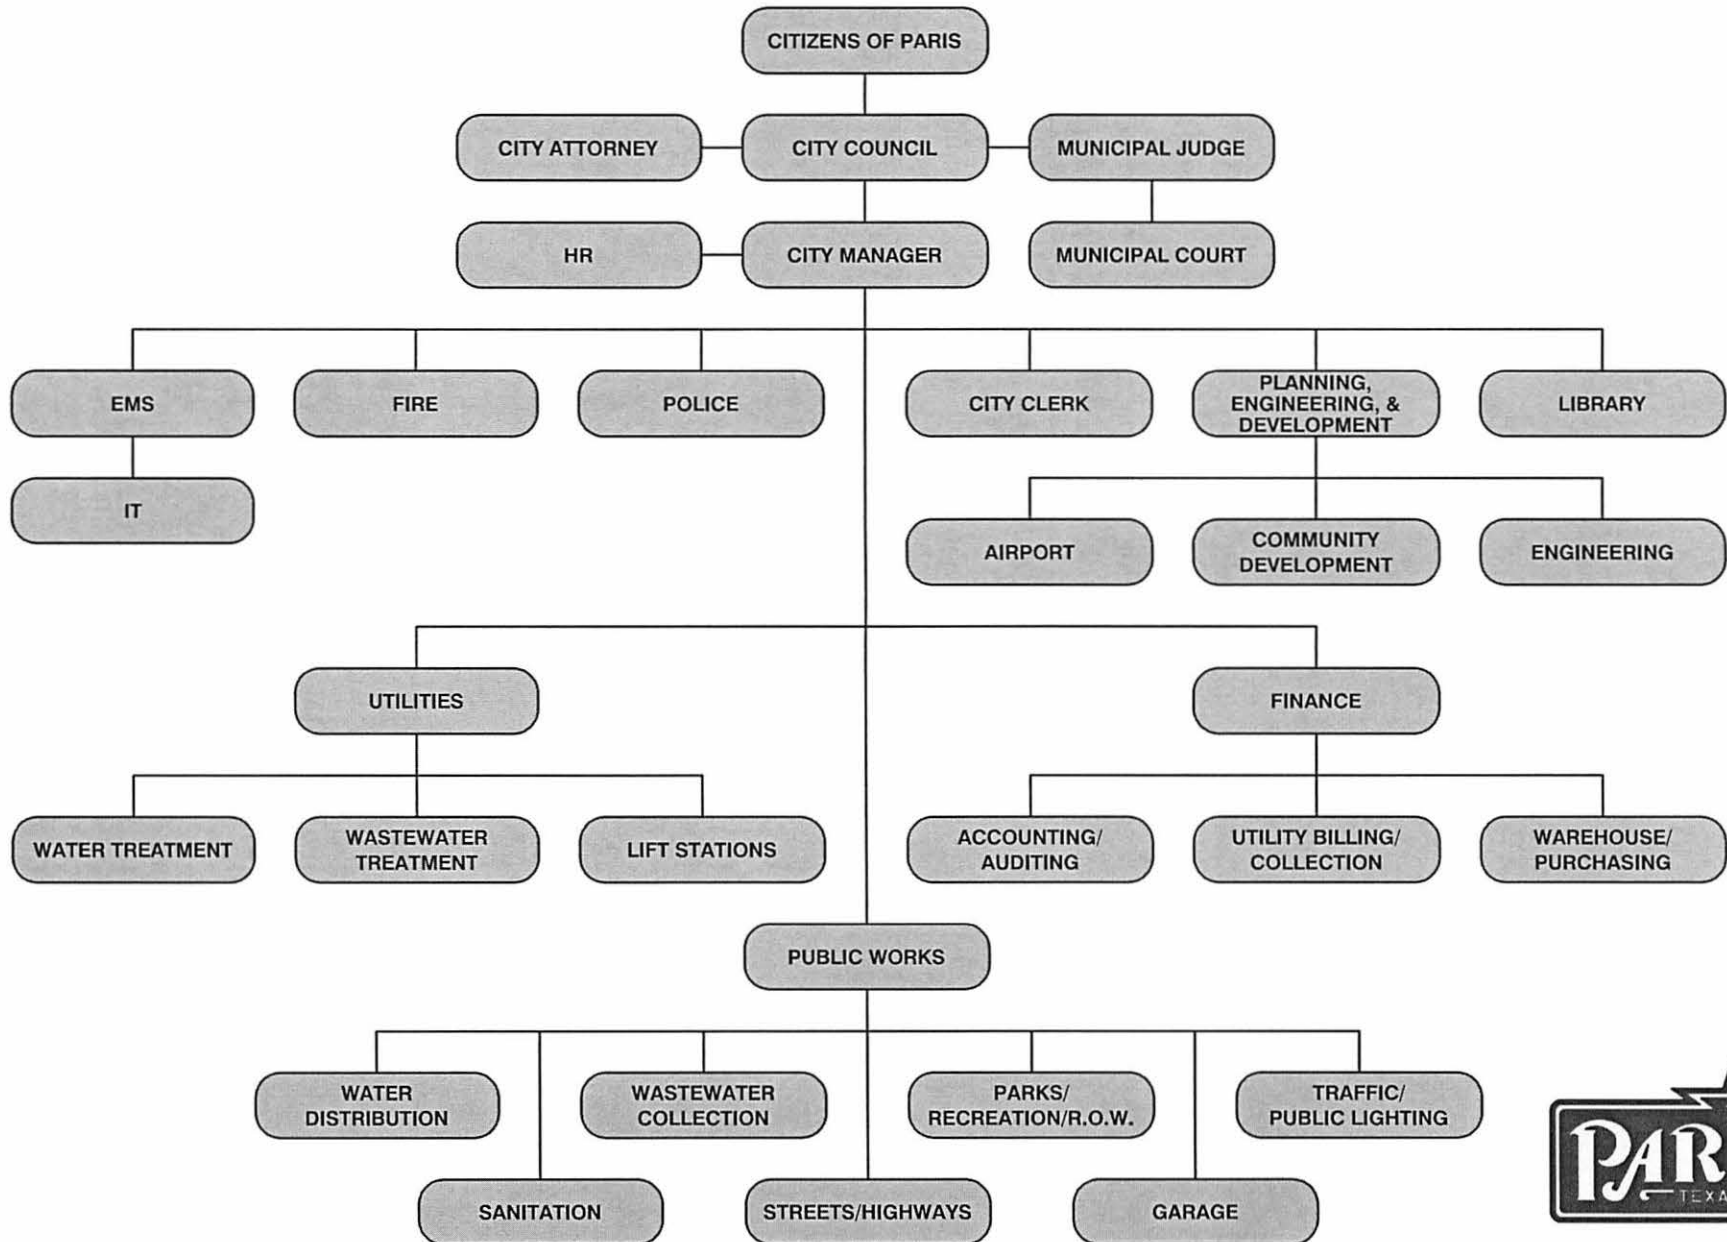 CITIZENS OF PARIS
CITY ATTORNEY
CITY COUNCIL
MUNICIPAL JUDGE
HR
CITY MANAGER
MUNICIPAL COURT
EMS
FIRE
POLICE
CITY CLERK
PLANNING,
ENGINEERING, &
DEVELOPMENT
LIBRARY
IT
AIRPORT
COMMUNITY
DEVELOPMENT
ENGINEERING
UTILITIES
FINANCE
WATER TREATMENT
WASTEWATER
TREATMENT
LIFT STATIONS
ACCOUNTING/
AUDITING
UTILITY BILLING/
COLLECTION
WAREHOUSE/
PURCHASING
PUBLIC WORKS
WATER
DISTRIBUTION
WASTEWATER
COLLECTION
PARKS/
RECREATION/R.O.W.
TRAFFIC/
PUBLIC LIGHTING
SANITATION
STREETS/HIGHWAYS
GARAGE
PAR
TEXA